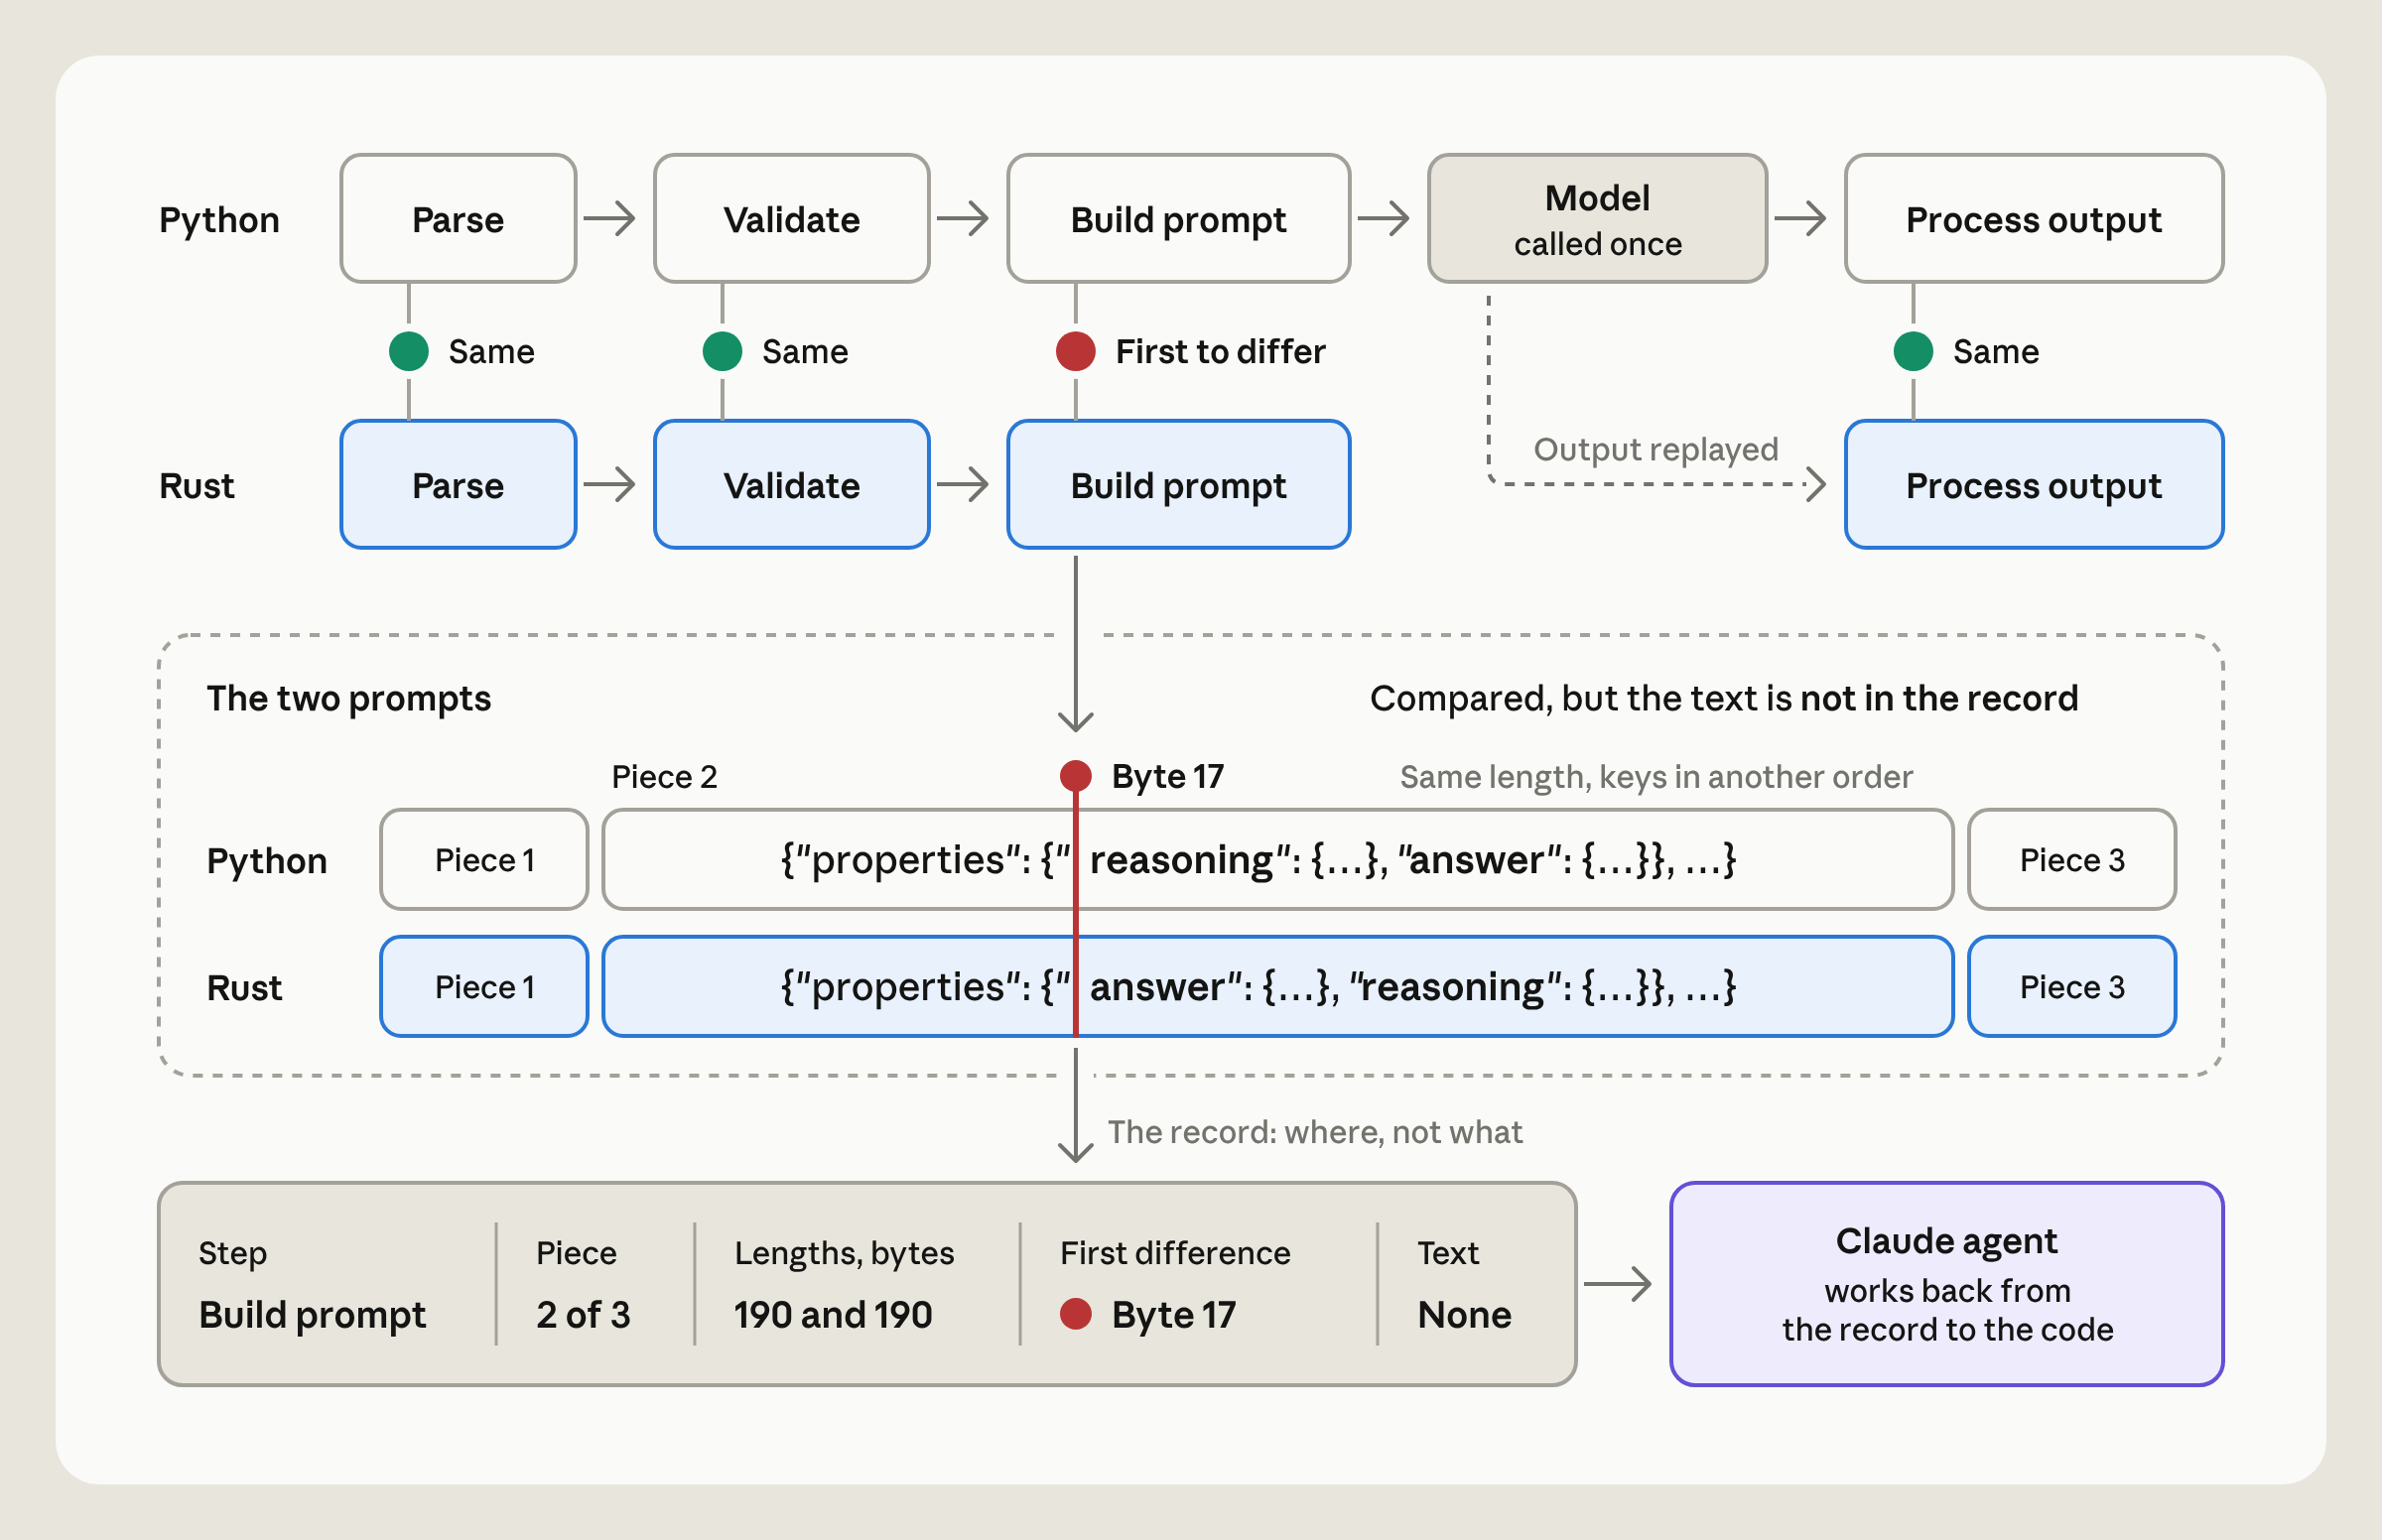 Python
Parse
Validate
Build prompt
Model
called once
Process output
Same
Same
First to differ
Same
Output replayed
Rust
Parse
Validate
Build prompt
Process output
The two prompts
Compared, but the text is not in the record
Piece 2
Byte 17
Same length, keys in another order
Python
Piece 1
{"properties": {" reasoning": {...}, "answer": {...}}, ...}
Piece 3
Rust
Piece 1
{"properties": {" answer": {...}, "reasoning": {...}}, ...}
Piece 3
The record: where, not what
Step
Build prompt
Piece
2 of 3
Lengths, bytes
190 and 190
First difference
Byte 17
Text
None
Claude agent
works back from
the record to the code